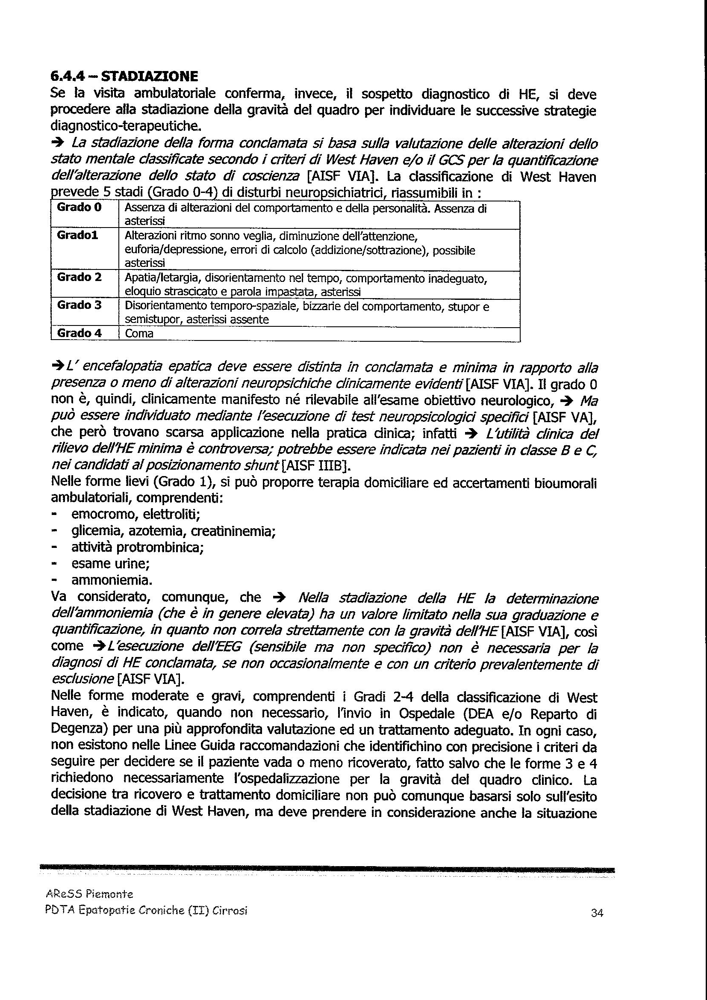 6.4.4 – STADIAZIONE
Se la visita ambulatoriale conferma, invece, il sospetto diagnostico di HE, si deve
procedere alla stadiazione della gravità del quadro per individuare le successive strategie
diagnostico-terapeutiche.
➔ La stadiazione della forma conclamata si basa sulla valutazione delle alterazioni dello
stato mentale classificate secondo i criteri di West Haven e/o il GCS per la quantificazione
dell'alterazione dello stato di coscienza [AISF VIA]. La classificazione di West Haven
prevede 5 stadi (Grado 0-4) di disturbi neuropsichiatrici, riassumibili in :
Grado 0 Assenza di alterazioni del comportamento e della personalità. Assenza di
asterissi
Grado1 Alterazioni ritmo sonno veglia, diminuzione dell'attenzione,
euforia/depressione, errori di calcolo (addizione/sottrazione), possibile
asterissi
Grado 2 Apatia/letargia, disorientamento nel tempo, comportamento inadeguato,
eloquio strascicato e parola impastata, asterissi
Grado 3 Disorientamento temporo-spaziale, bizzarie del comportamento, stupor e
semistupor, asterissi assente
Grado 4 Coma
➔ L' encefalopatia epatica deve essere distinta in conclamata e minima in rapporto alla
presenza o meno di alterazioni neuropsichiche clinicamente evidenti [AISF VIA]. Il grado 0
non è, quindi, clinicamente manifesto né rilevabile all'esame obiettivo neurologico, ➔ Ma
può essere individuato mediante l'esecuzione di test neuropsicologici specifici [AISF VA],
che però trovano scarsa applicazione nella pratica clinica; infatti ➔ L'utilità clinica del
rilievo dell'HE minima è controversa; potrebbe essere indicata nei pazienti in classe B e C,
nei candidati al posizionamento shunt [AISF IIIB].
Nelle forme lievi (Grado 1), si può proporre terapia domiciliare ed accertamenti bioumorali
ambulatoriali, comprendenti:
- emocromo, elettroliti;
- glicemia, azotemia, creatininemia;
- attività protrombinica;
- esame urine;
- ammoniemia.
Va considerato, comunque, che ➔ Nella stadiazione della HE la determinazione
dell'ammoniemia (che è in genere elevata) ha un valore limitato nella sua graduazione e
quantificazione, in quanto non correla strettamente con la gravità dell'HE [AISF VIA], così
come ➔ L'esecuzione dell'EEG (sensibile ma non specifico) non è necessaria per la
diagnosi di HE conclamata, se non occasionalmente e con un criterio prevalentemente di
esclusione [AISF VIA].
Nelle forme moderate e gravi, comprendenti i Gradi 2-4 della classificazione di West
Haven, è indicato, quando non necessario, l'invio in Ospedale (DEA e/o Reparto di
Degenza) per una più approfondita valutazione ed un trattamento adeguato. In ogni caso,
non esistono nelle Linee Guida raccomandazioni che identifichino con precisione i criteri da
seguire per decidere se il paziente vada o meno ricoverato, fatto salvo che le forme 3 e 4
richiedono necessariamente l'ospedalizzazione per la gravità del quadro clinico. La
decisione tra ricovero e trattamento domiciliare non può comunque basarsi solo sull'esito
della stadiazione di West Haven, ma deve prendere in considerazione anche la situazione
AReSS Piemonte
PDTA Epatopatie Croniche (II) Cirrosi
34